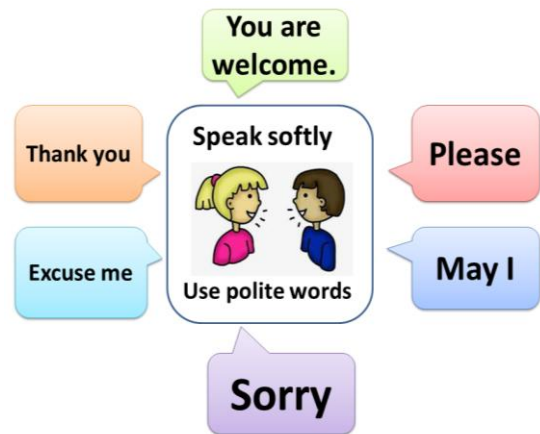 You are
welcome.
Thank you
Speak softly
Please
Excuse me
Use polite words
May I
Sorry